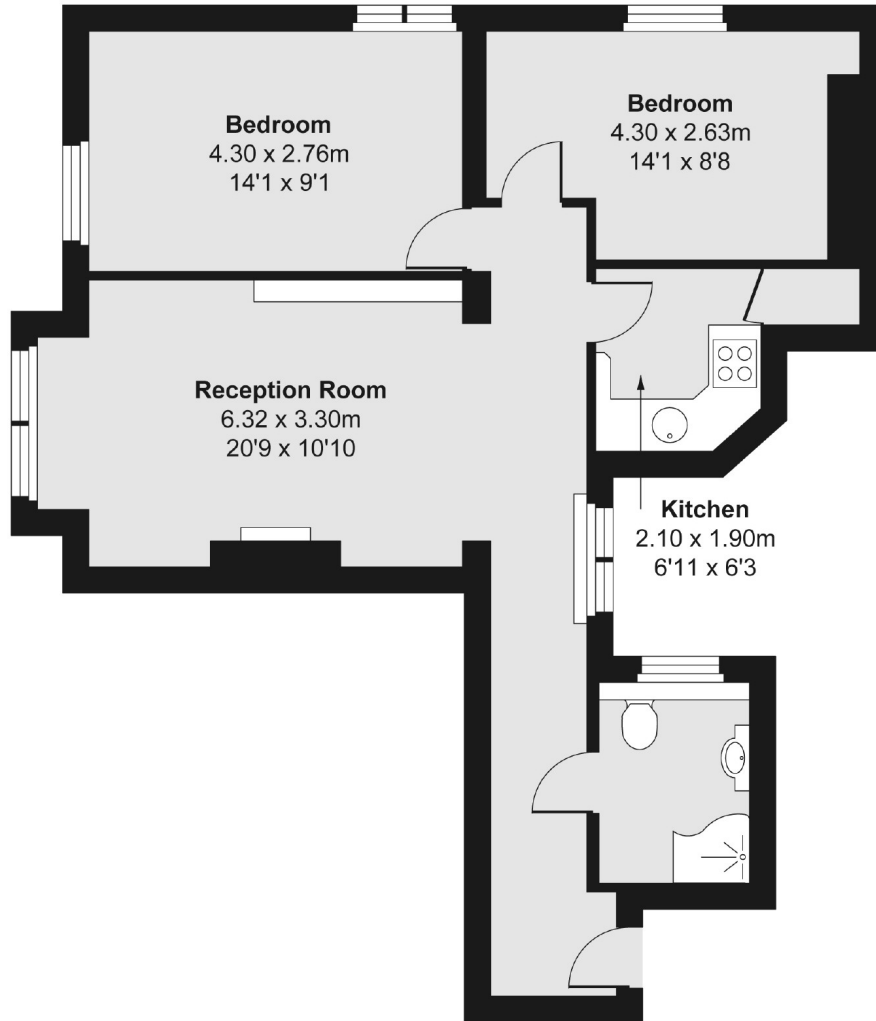 Bedroom
4.30 x 2.76m
14'1 x 9'1
Bedroom
4.30 x 2.63m
14'1 x 8'8
Reception Room
6.32 x 3.30m
20'9 x 10'10
Kitchen
2.10 x 1.90m
6'11 x 6'3